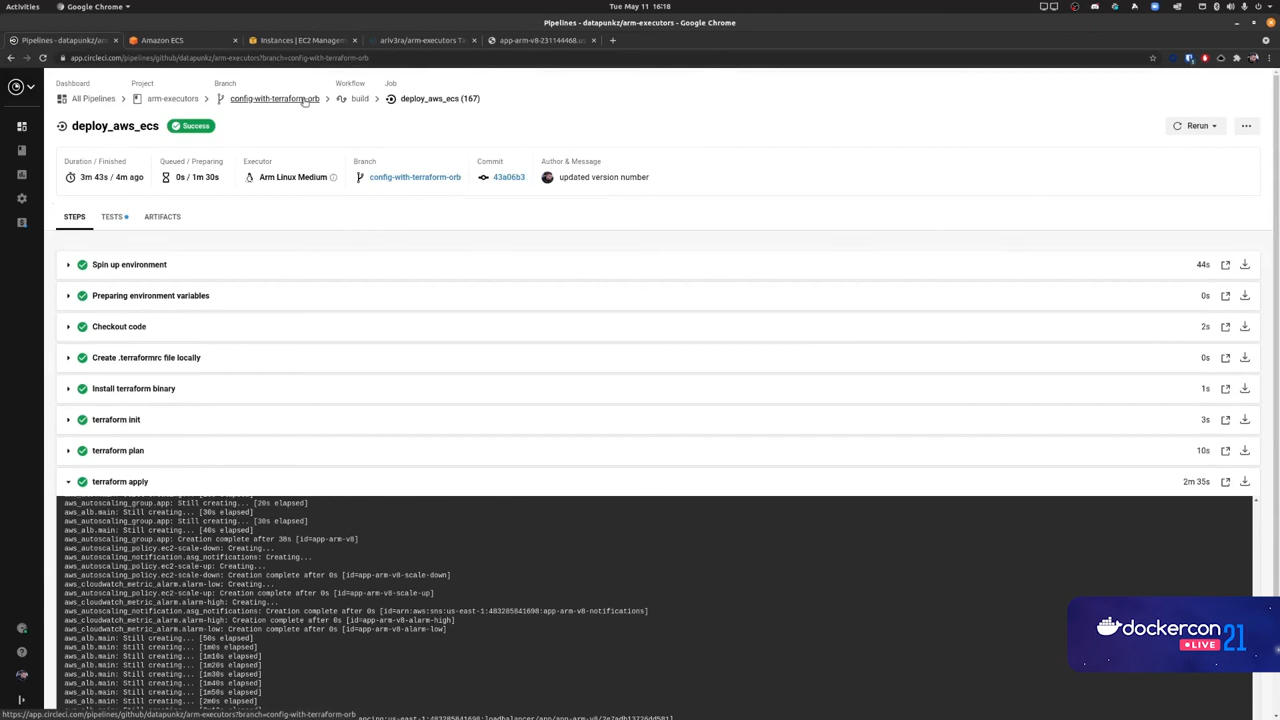 Activities
Google Chrome
Tue May 11 16:18
Pipelines - datapunkz/arm-executors - Google Chrome
Pipelines - datapunkz/arm
Amazon ECS
Instances | EC2 Managem
ariv3ra/arm-executors Ta
app-arm-v8-231144468.us
app.circleci.com/pipelines/github/datapunkz/arm-executors?branch=config-with-terraform-orb
Dashboard
Project
Branch
Workflow
Job
All Pipelines
arm-executors
config-with-terraform-orb
build
deploy_aws_ecs (167)
deploy_aws_ecs
Success
Rerun
Duration / Finished
Queued / Preparing
Executor
Branch
Commit
Author & Message
3m 43s / 4m ago
0s / 1m 30s
Arm Linux Medium
config-with-terraform-orb
43a06b3
updated version number
STEPS
TESTS
ARTIFACTS
Spin up environment
44s
Preparing environment variables
0s
Checkout code
2s
Create .terraformrc file locally
0s
Install terraform binary
1s
terraform init
3s
terraform plan
10s
terraform apply
2m 35s
aws_autoscaling_group.app: Still creating... [20s elapsed]
aws_alb.main: Still creating... [30s elapsed]
aws_autoscaling_group.app: Still creating... [30s elapsed]
aws_alb.main: Still creating... [40s elapsed]
aws_autoscaling_group.app: Creation complete after 38s [id=app-arm-v8]
aws_autoscaling_policy.ec2-scale-down: Creating...
aws_autoscaling_notification.asg_notifications: Creating...
aws_autoscaling_policy.ec2-scale-up: Creating...
aws_autoscaling_policy.ec2-scale-down: Creation complete after 0s [id=app-arm-v8-scale-down]
aws_cloudwatch_metric_alarm.alarm-low: Creating...
aws_autoscaling_policy.ec2-scale-up: Creation complete after 0s [id=app-arm-v8-scale-up]
aws_cloudwatch_metric_alarm.alarm-high: Creating...
aws_autoscaling_notification.asg_notifications: Creation complete after 0s [id=arn:aws:sns:us-east-1:483285841698:app-arm-v8-notifications]
aws_cloudwatch_metric_alarm.alarm-high: Creation complete after 0s [id=app-arm-v8-alarm-high]
aws_cloudwatch_metric_alarm.alarm-low: Creation complete after 0s [id=app-arm-v8-alarm-low]
aws_alb.main: Still creating... [50s elapsed]
aws_alb.main: Still creating... [1m0s elapsed]
aws_alb.main: Still creating... [1m10s elapsed]
aws_alb.main: Still creating... [1m20s elapsed]
aws_alb.main: Still creating... [1m30s elapsed]
aws_alb.main: Still creating... [1m40s elapsed]
aws_alb.main: Still creating... [1m50s elapsed]
aws_alb.main: Still creating... [2m0s elapsed]
https://app.circleci.com/pipelines/github/datapunkz/arm-executors?branch=config-with-terraform-orb
dockercon
LIVE
21